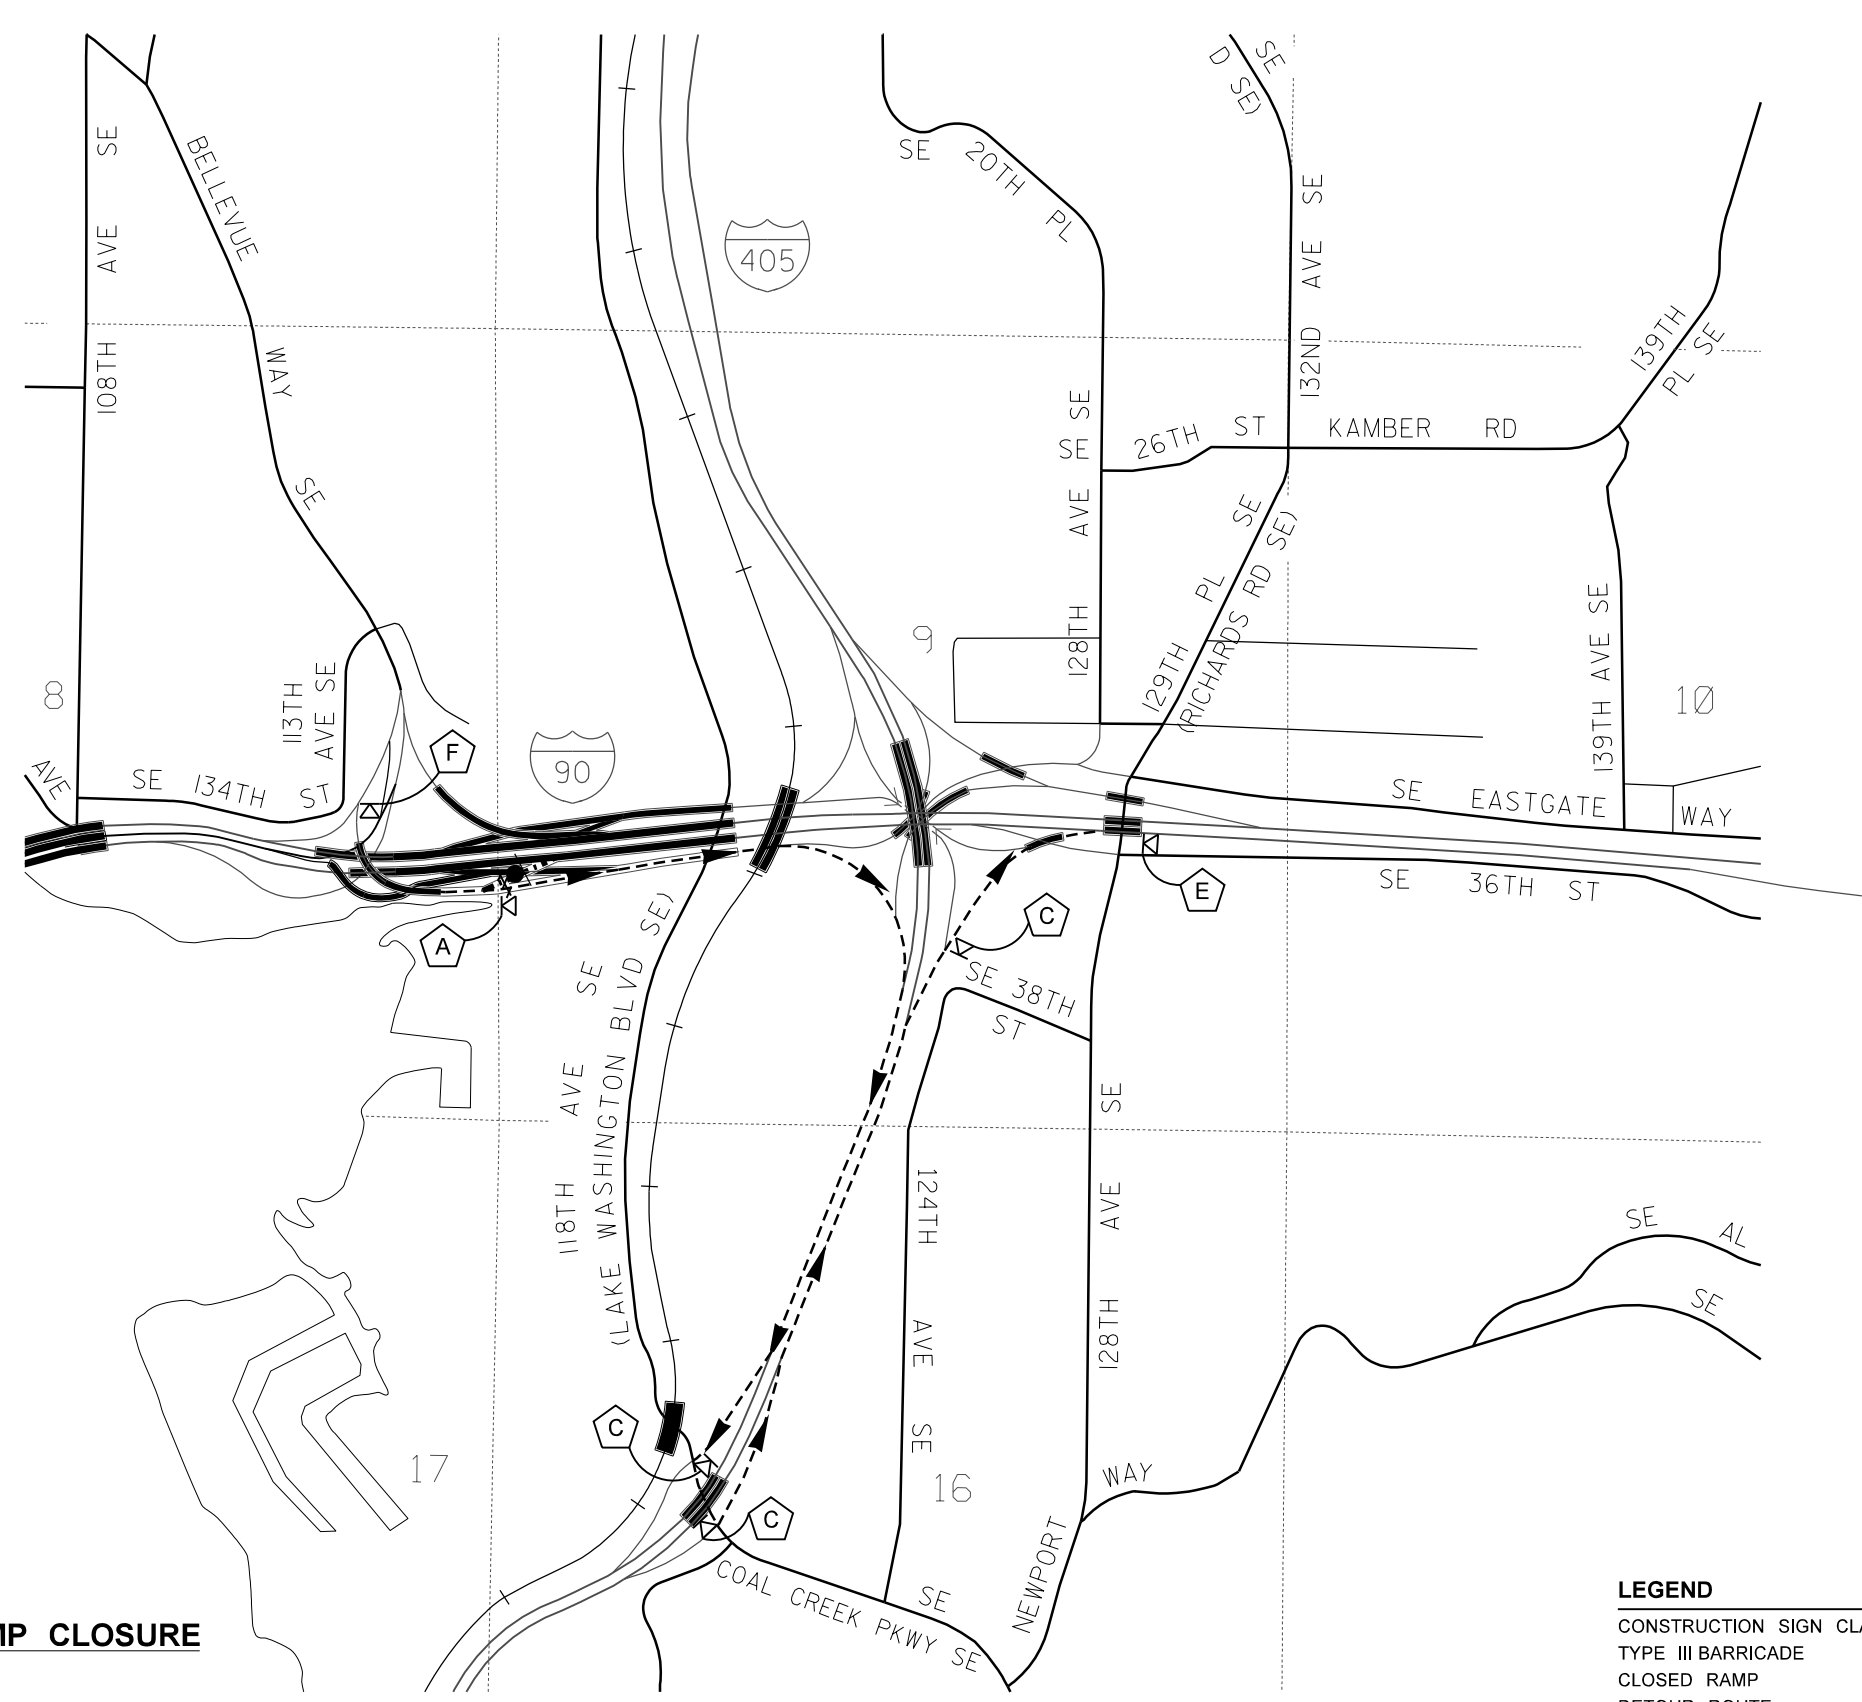 SE
D SE)
108TH AVE SE
BELLEVUE WAY SE
405
SE 20TH PL
132ND AVE SE
139TH PL SE
128TH AVE SE
SE 26TH ST
KAMBER RD
129TH PL SE
(RICHARDS RD SE)
139TH AVE SE
8
9
10
113TH AVE SE
F
90
AVE
SE 134TH ST
SE EASTGATE WAY
SE 36TH ST
E
C
A
SE 38TH ST
118TH AVE SE
(LAKE WASHINGTON BLVD SE)
124TH AVE SE
128TH AVE SE
SE AL
SE
C
17
16
WAY
C
NEWPORT
COAL CREEK PKWY SE
SE
MP CLOSURE
LEGEND
CONSTRUCTION SIGN CLA
TYPE III BARRICADE
CLOSED RAMP
DETOUR ROUTE